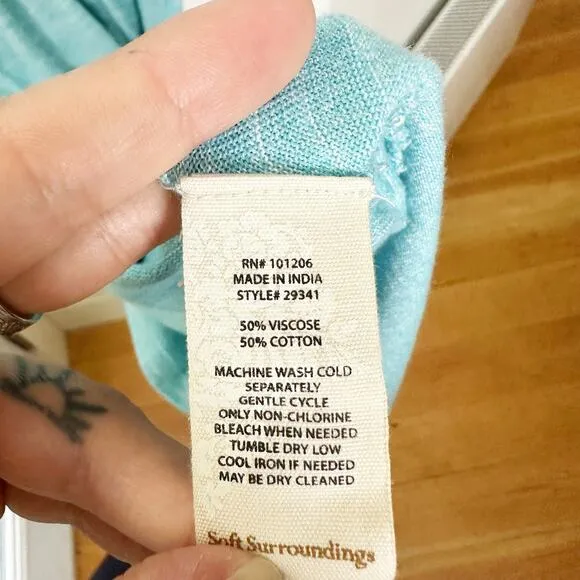 RN# 101206
MADE IN INDIA
STYLE# 29341
50% VISCOSE
50% COTTON
MACHINE WASH COLD
SEPARATELY
GENTLE CYCLE
ONLY NON-CHLORINE
BLEACH WHEN NEEDED
TUMBLE DRY LOW
COOL IRON IF NEEDED
MAY BE DRY CLEANED
Soft Surroundings